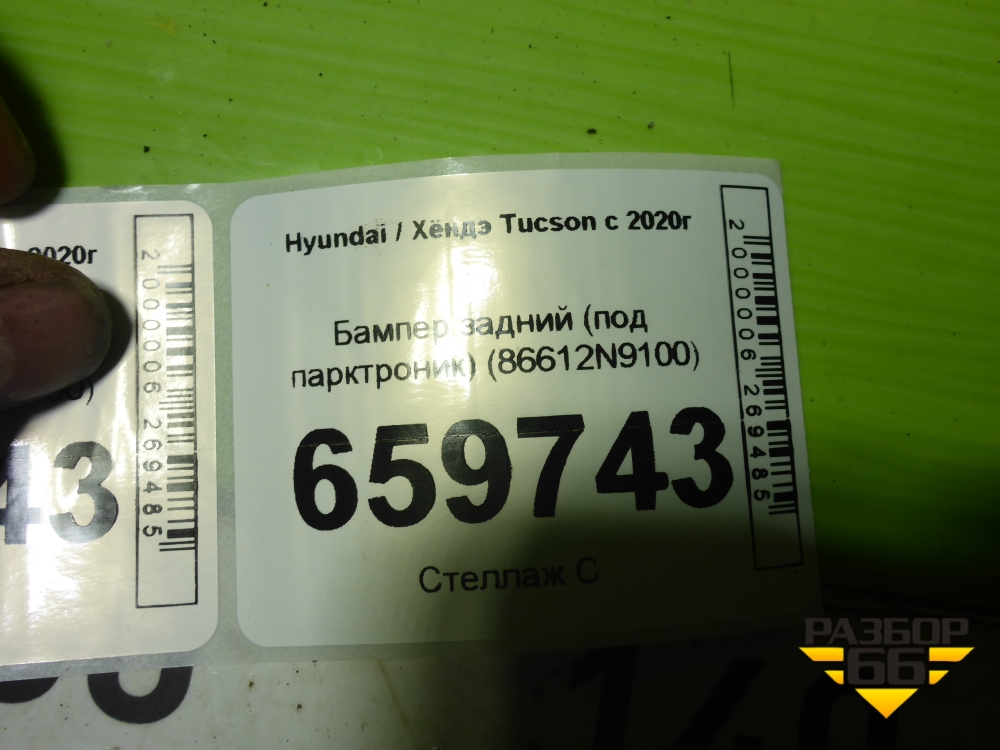 2020г
43
2000006269485
Hyundai / Хёндэ Tucson с 2020г
Бампер задний (под
парктроник) (86612N9100)
659743
Стеллаж С
2000006269485
РАЗБОР
66